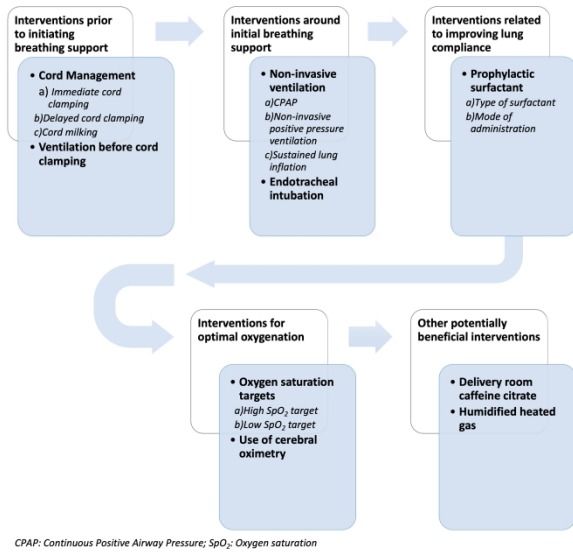 Interventions prior
to initiating
breathing support
• Cord Management
a) Immediate cord
clamping
b)Delayed cord clamping
c)Cord milking
• Ventilation before cord
clamping
Interventions around
initial breathing
support
• Non-invasive
ventilation
a)CPAP
b)Non-invasive
positive pressure
ventilation
c)Sustained lung
inflation
• Endotracheal
intubation
Interventions related
to improving lung
compliance
• Prophylactic
surfactant
a)Type of surfactant
b)Mode of
administration
Interventions for
optimal oxygenation
• Oxygen saturation
targets
a)High SpO₂ target
b)Low SpO₂ target
• Use of cerebral
oximetry
Other potentially
beneficial interventions
• Delivery room
caffeine citrate
• Humidified heated
gas
CPAP: Continuous Positive Airway Pressure; SpO₂: Oxygen saturation